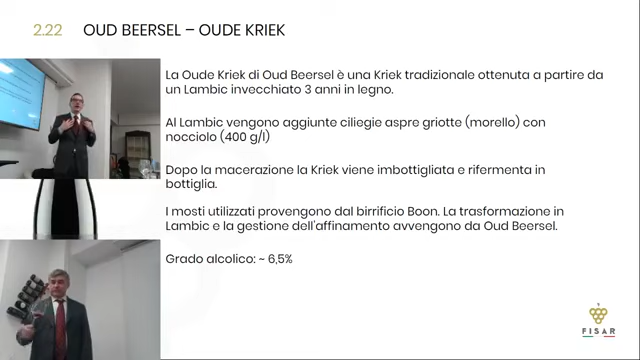 2.22 OUD BEERSEL – OUDE KRIEK
La Oude Kriek di Oud Beersel è una Kriek tradizionale ottenuta a partire da
un Lambic invecchiato 3 anni in legno.
Al Lambic vengono aggiunte ciliegie aspre griotte (morello) con
nocciolo (400 g/l)
Dopo la macerazione la Kriek viene imbottigliata e rifermenta in
bottiglia.
I mosti utilizzati provengono dal birrificio Boon. La trasformazione in
Lambic e la gestione dell’affinamento avvengono da Oud Beersel.
Grado alcolico: ~ 6,5%
FISAR